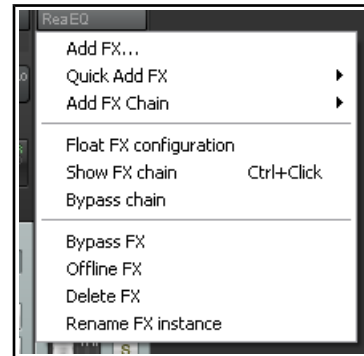 ReaEQ
Add FX...
Quick Add FX
Add FX Chain
Float FX configuration
Show FX chain Ctrl+Click
Bypass chain
Bypass FX
Offline FX
Delete FX
Rename FX instance
S